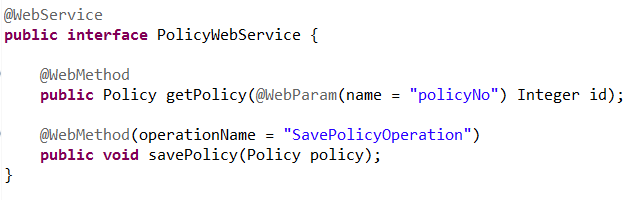 @WebService
public interface PolicyWebService {
@WebMethod
public Policy getPolicy(@WebParam(name = "policyNo") Integer id);
@WebMethod(operationName = "SavePolicyOperation")
public void savePolicy(Policy policy);
}